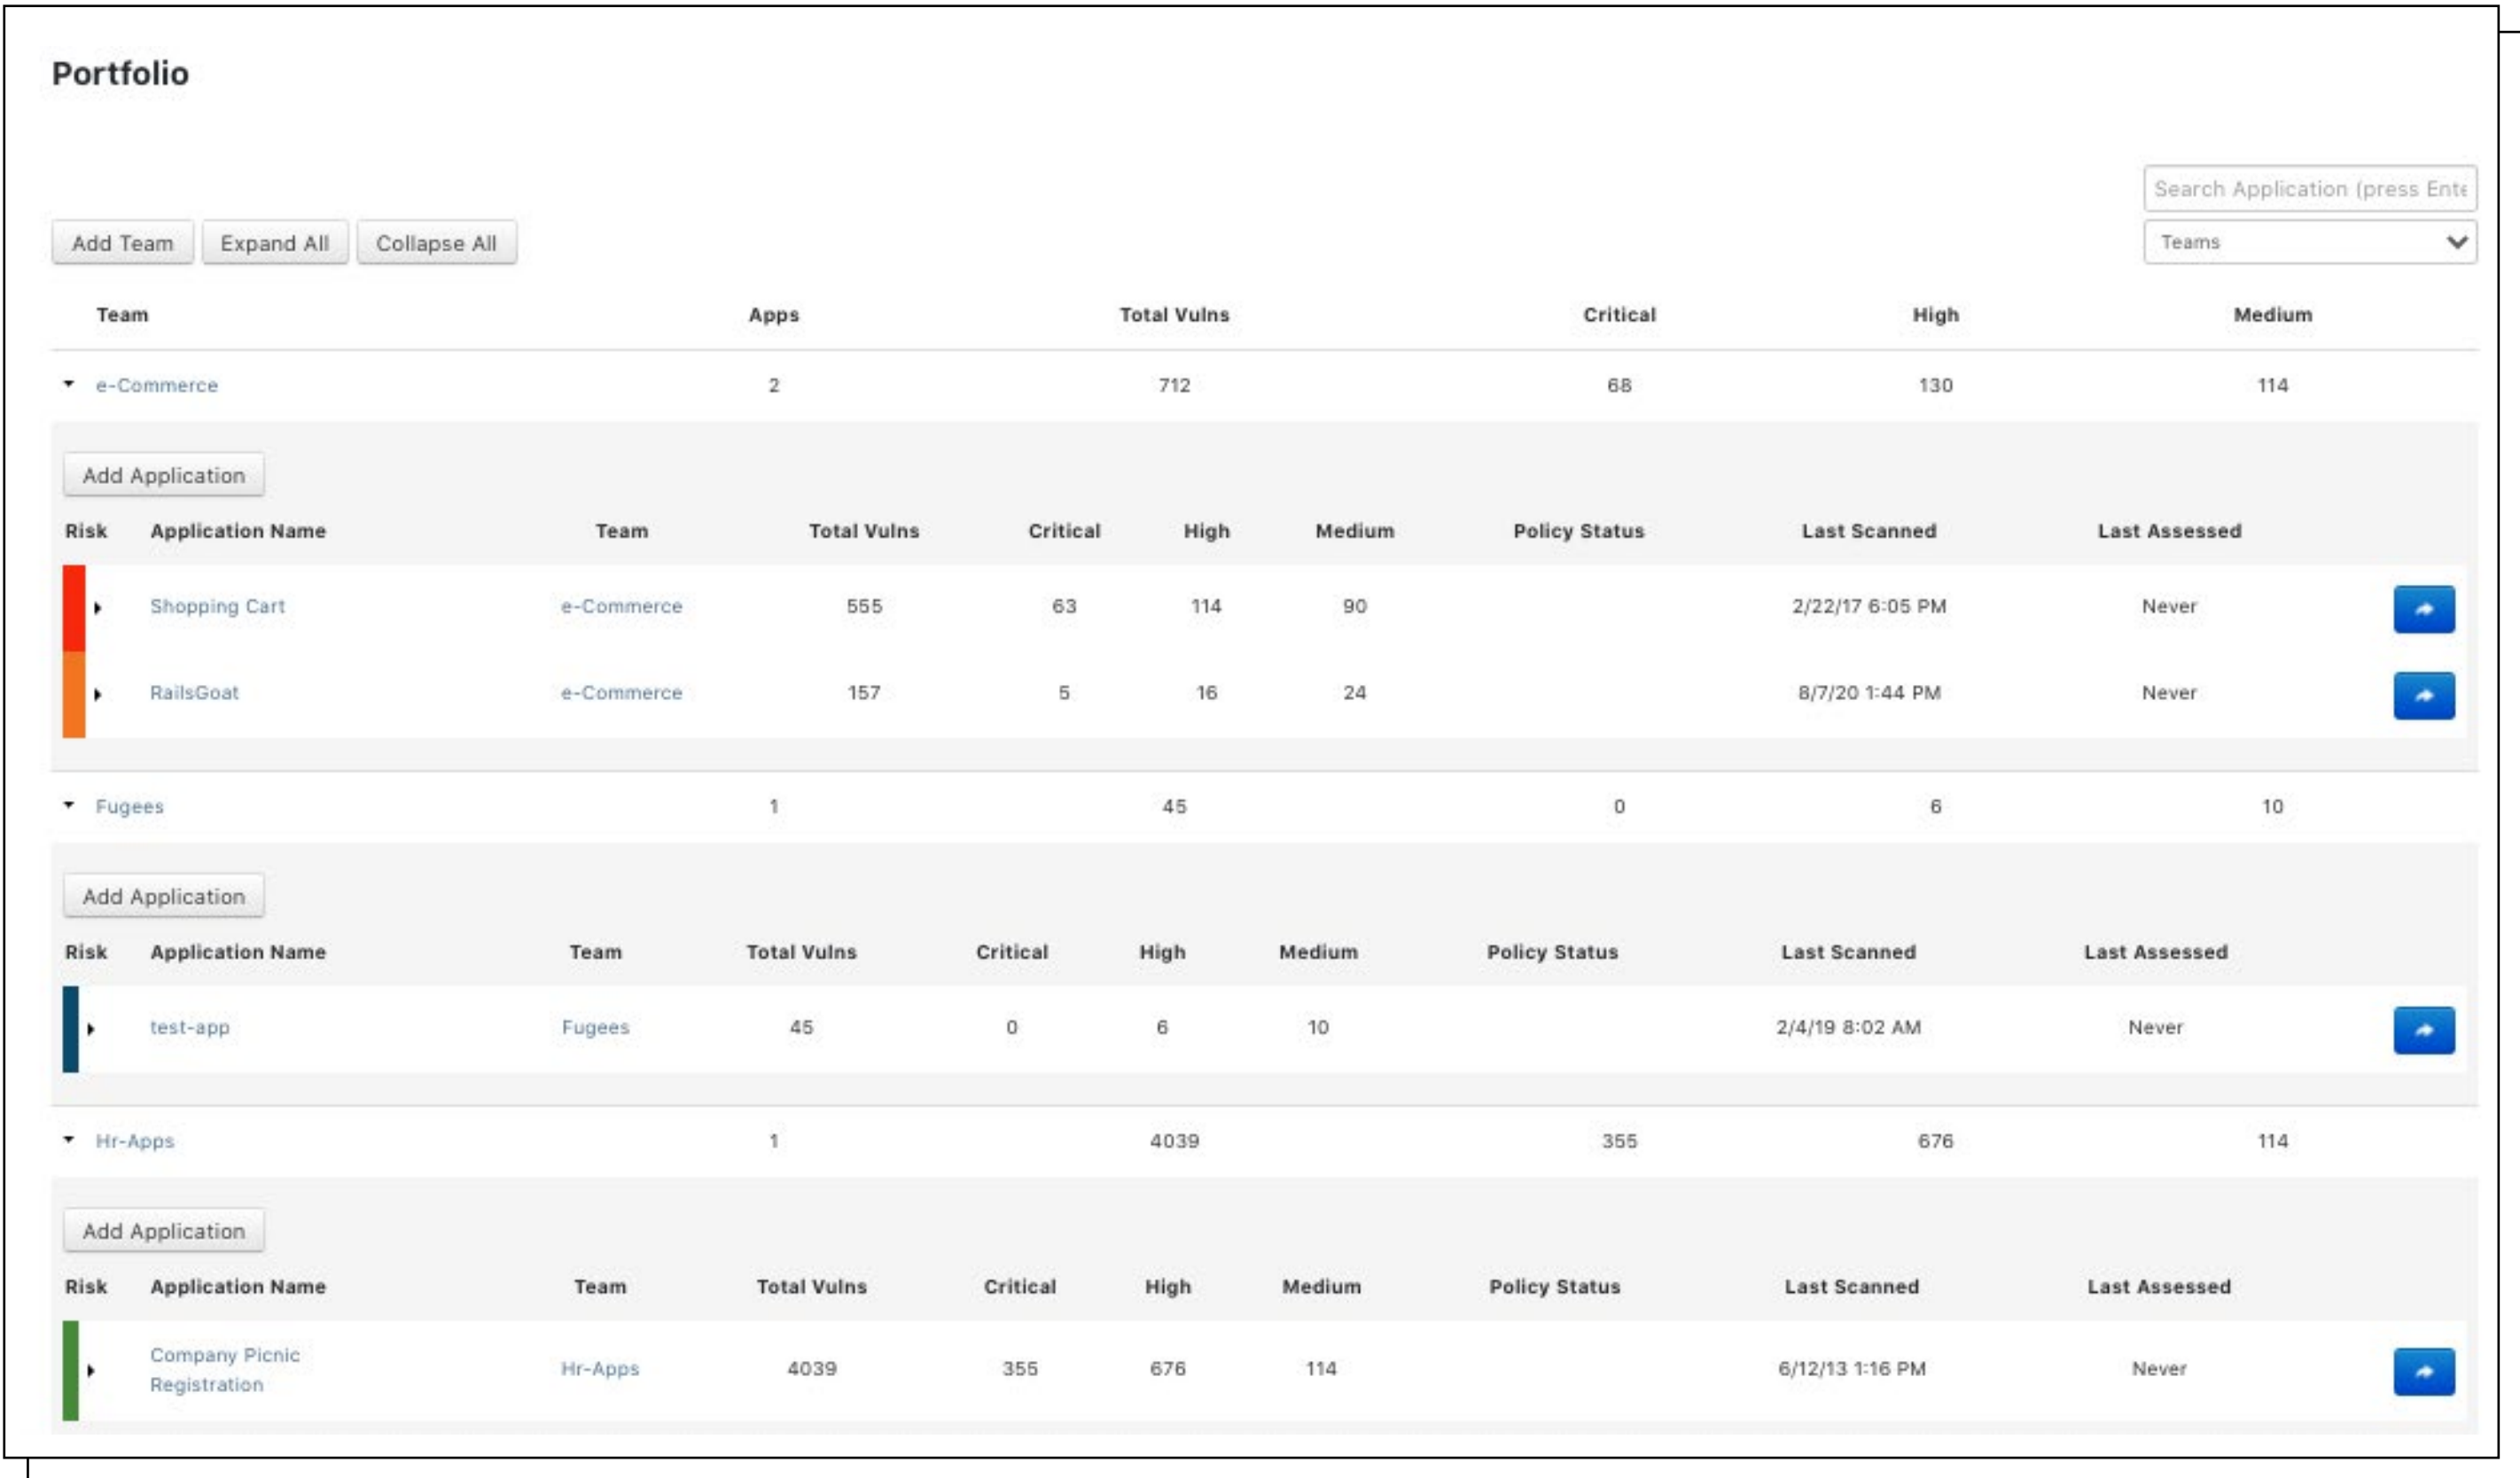 Portfolio
Search Application (press Ente
Add Team Expand All Collapse All Teams
Team Apps Total Vulns Critical High Medium
e-Commerce 2 712 68 130 114
Add Application
Risk Application Name Team Total Vulns Critical High Medium Policy Status Last Scanned Last Assessed
Shopping Cart e-Commerce 555 63 114 90 2/22/17 6:05 PM Never
RailsGoat e-Commerce 157 5 16 24 8/7/20 1:44 PM Never
Fugees 1 45 0 6 10
Add Application
Risk Application Name Team Total Vulns Critical High Medium Policy Status Last Scanned Last Assessed
test-app Fugees 45 0 6 10 2/4/19 8:02 AM Never
Hr-Apps 1 4039 355 676 114
Add Application
Risk Application Name Team Total Vulns Critical High Medium Policy Status Last Scanned Last Assessed
Company Picnic
Registration Hr-Apps 4039 355 676 114 6/12/13 1:16 PM Never